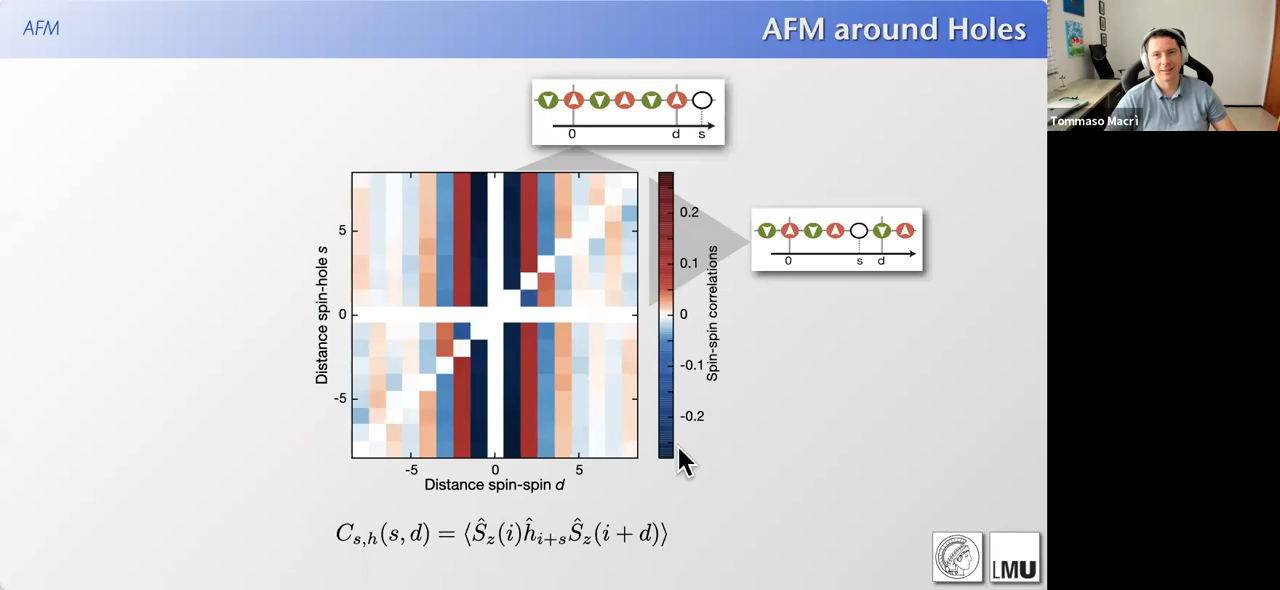 AFM
AFM around Holes
Tommaso Macrì
0 d s
0 s d
5
0
-5
Distance spin-hole s
-5 0 5
Distance spin-spin d
0.2
0.1
0
-0.1
-0.2
Spin-spin correlations
C_{s,h}(s, d) = ⟨Ŝ_z(i)ĥ_{i+s}Ŝ_z(i + d)⟩
LMU